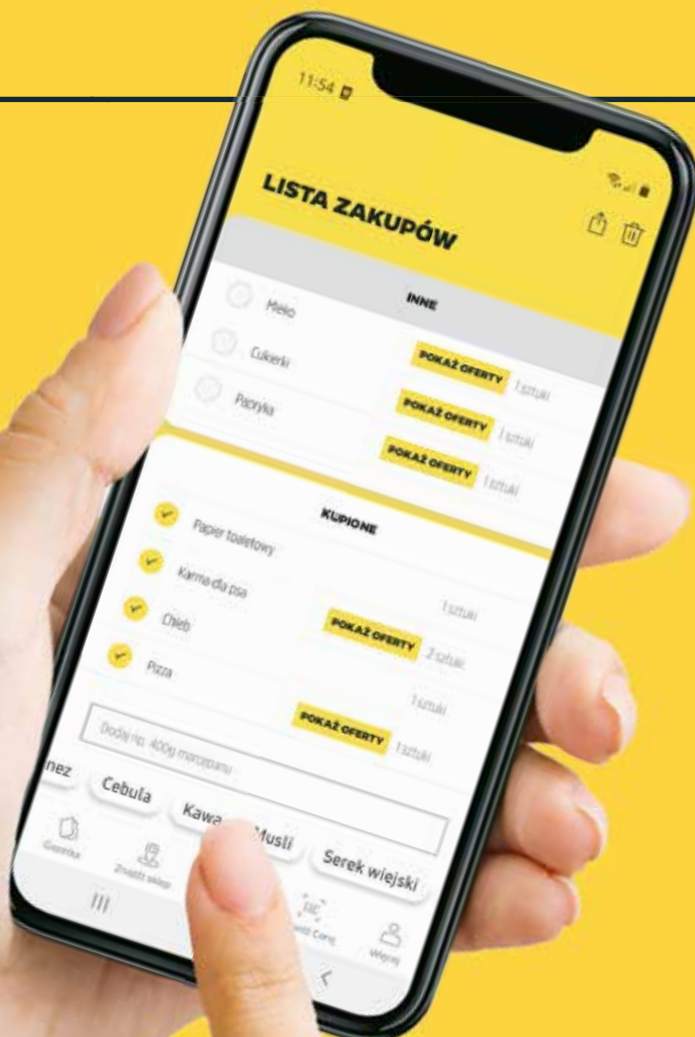 11:54
LISTA ZAKUPÓW
INNE
Mleko POKAŻ OFERTY 1 sztuki
Cukierki POKAŻ OFERTY 1 sztuki
Papryka POKAŻ OFERTY 1 sztuki
KUPIONE
Papier toaletowy 1 sztuki
Karma dla psa POKAŻ OFERTY 2 sztuki
Chleb 1 sztuki
Pizza POKAŻ OFERTY 1 sztuki
Dodaj np. 400g marcepanu
nez Cebula Kawa Musli Serek wiejski
Gazetka Znajdź sklep Cenę Więcej